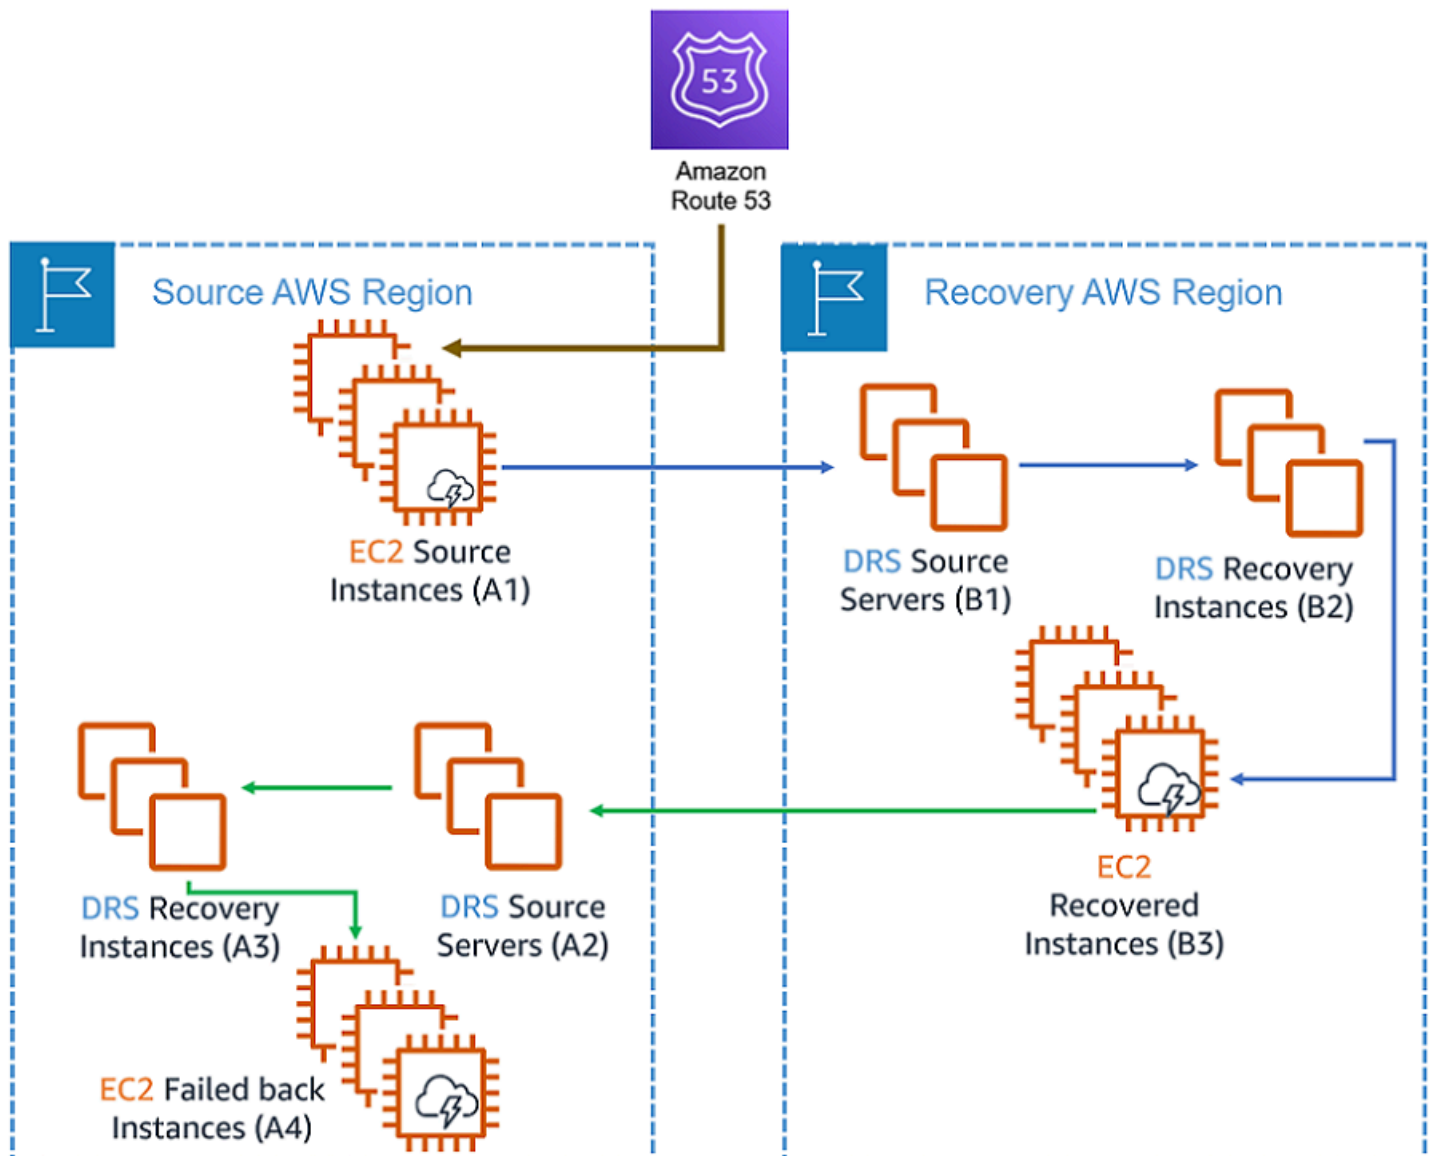 53
Amazon
Route 53
Source AWS Region
Recovery AWS Region
EC2 Source
Instances (A1)
DRS Source
Servers (B1)
DRS Recovery
Instances (B2)
EC2
Recovered
Instances (B3)
DRS Recovery
Instances (A3)
DRS Source
Servers (A2)
EC2 Failed back
Instances (A4)